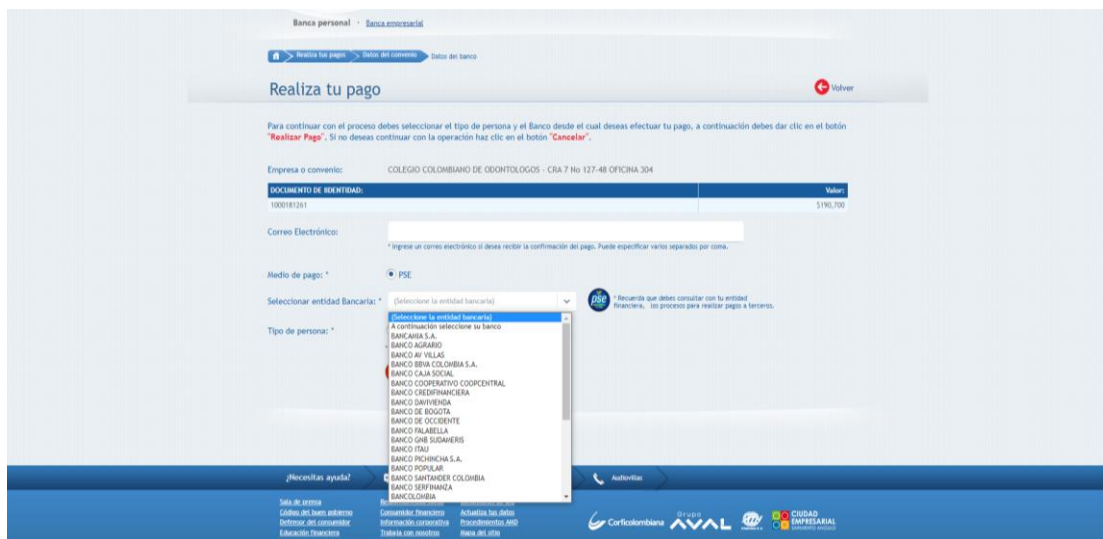 Banca personal · Banca empresarial
Realiza tus pagos Datos del convenio Datos del banco
Realiza tu pago
Volver
Para continuar con el proceso debes seleccionar el tipo de persona y el Banco desde el cual deseas efectuar tu pago, a continuación debes dar clic en el botón
"Realizar Pago". Si no deseas continuar con la operación haz clic en el botón "Cancelar".
Empresa o convenio: COLEGIO COLOMBIANO DE ODONTOLOGOS - CRA 7 No 127-48 OFICINA 304
DOCUMENTO DE IDENTIDAD: Valor:
1000181261 $190,700
Correo Electrónico:
* Ingrese un correo electrónico si desea recibir la confirmación del pago. Puede especificar varios separados por coma.
Medio de pago: * PSE
Seleccionar entidad Bancaria: * (Seleccione la entidad bancaria)
pse
* Recuerda que debes consultar con tu entidad
financiera, los procesos para realizar pagos a terceros.
Tipo de persona: *
(Seleccione la entidad bancaria)
A continuación seleccione su banco
BANCAMIA S.A.
BANCO AGRARIO
BANCO AV VILLAS
BANCO BBVA COLOMBIA S.A.
BANCO CAJA SOCIAL
BANCO COOPERATIVO COOPCENTRAL
BANCO CREDIFINANCIERA
BANCO DAVIVIENDA
BANCO DE BOGOTA
BANCO DE OCCIDENTE
BANCO FALABELLA
BANCO GNB SUDAMERIS
BANCO ITAU
BANCO PICHINCHA S.A.
BANCO POPULAR
BANCO SANTANDER COLOMBIA
BANCO SERFINANZA
BANCOLOMBIA
¿Necesitas ayuda? Audiovillas
Sala de prensa
Código del buen gobierno Consumidor financiero Actualiza tus datos
Defensor del consumidor Información corporativa Procedimientos AND
Educación financiera Trabaja con nosotros Mapa del sitio
Corficolombiana Grupo AVAL CIUDAD
EMPRESARIAL